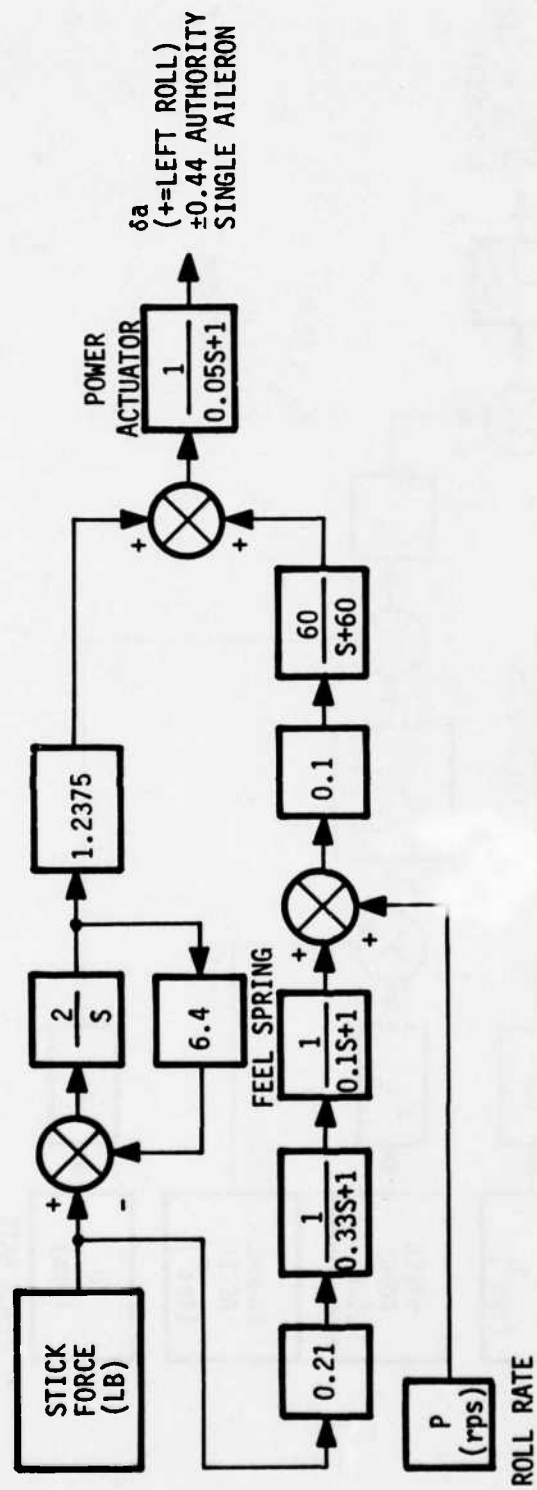 STICK
FORCE
(LB)
+
-
2
S
6.4
FEEL SPRING
1.2375
0.21
1
0.33S+1
1
0.1S+1
+
+
0.1
60
S+60
+
+
POWER
ACTUATOR
1
0.05S+1
δa
(+=LEFT ROLL)
±0.44 AUTHORITY
SINGLE AILERON
P
(rps)
ROLL RATE